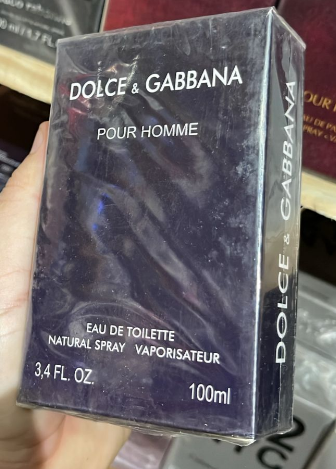 DOLCE & GABBANA
POUR HOMME
EAU DE TOILETTE
NATURAL SPRAY VAPORISATEUR
3,4 FL. OZ.
100ml
DOLCE & GABBANA